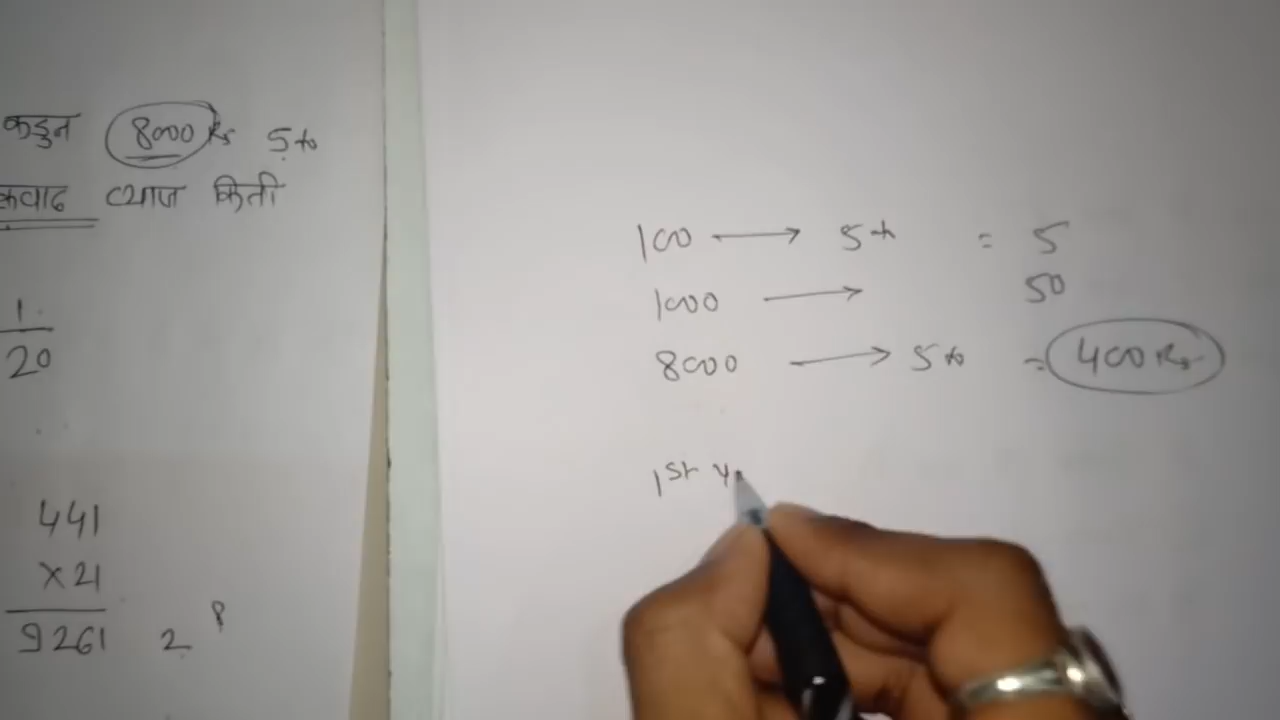 कडुन 8000 Rs 5%
क्रवाढ व्याज किती
1
20
441
X 21
9261 2
100 → 5% = 5
1000 → 50
8000 → 5% = 400 Rs
1st y